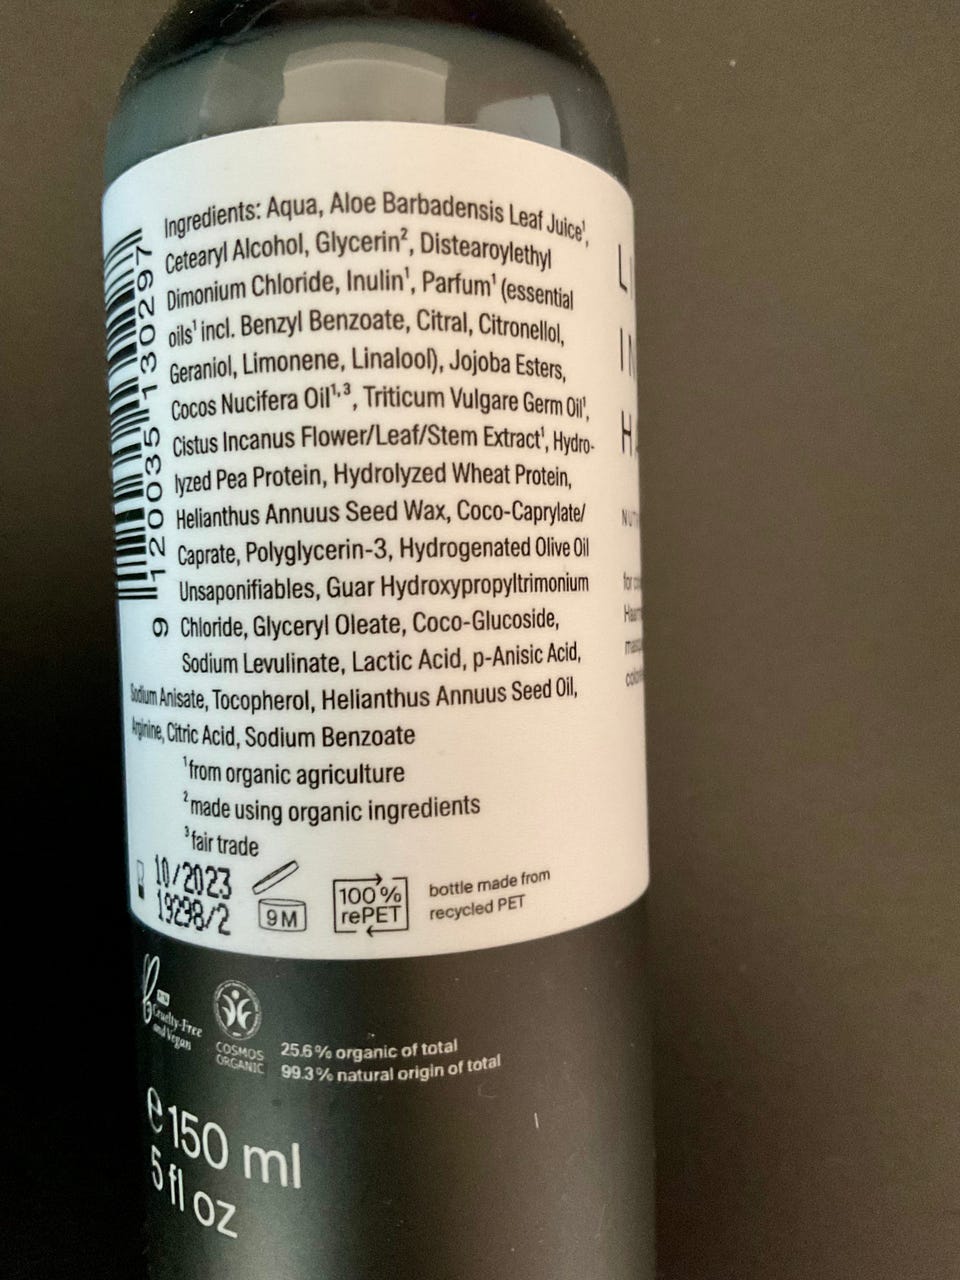 Ingredients: Aqua, Aloe Barbadensis Leaf Juice¹,
Cetearyl Alcohol, Glycerin², Distearoylethyl
Dimonium Chloride, Inulin¹, Parfum¹ (essential
oils¹ incl. Benzyl Benzoate, Citral, Citronellol,
Geraniol, Limonene, Linalool), Jojoba Esters,
Cocos Nucifera Oil¹,³, Triticum Vulgare Germ Oil¹,
Cistus Incanus Flower/Leaf/Stem Extract¹, Hydro-
lyzed Pea Protein, Hydrolyzed Wheat Protein,
Helianthus Annuus Seed Wax, Coco-Caprylate/
Caprate, Polyglycerin-3, Hydrogenated Olive Oil
Unsaponifiables, Guar Hydroxypropyltrimonium
Chloride, Glyceryl Oleate, Coco-Glucoside,
Sodium Levulinate, Lactic Acid, p-Anisic Acid,
Sodium Anisate, Tocopherol, Helianthus Annuus Seed Oil,
Arginine, Citric Acid, Sodium Benzoate
¹from organic agriculture
²made using organic ingredients
³fair trade
10/2023
19298/2
9 M
100%
rePET
bottle made from
recycled PET
9 120035 130297
Cruelty-Free
and Vegan
COSMOS
ORGANIC
25.6% organic of total
99.3% natural origin of total
e 150 ml
5 fl oz